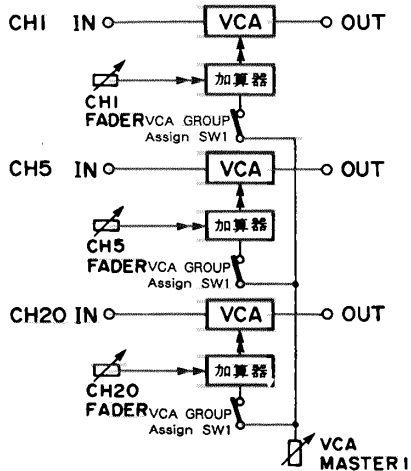 CH1 IN VCA OUT
加算器
CH1
FADER
VCA GROUP
Assign SW1
CH5 IN VCA OUT
加算器
CH5
FADER
VCA GROUP
Assign SW1
CH20 IN VCA OUT
加算器
CH20
FADER
VCA GROUP
Assign SW1
VCA
MASTER 1